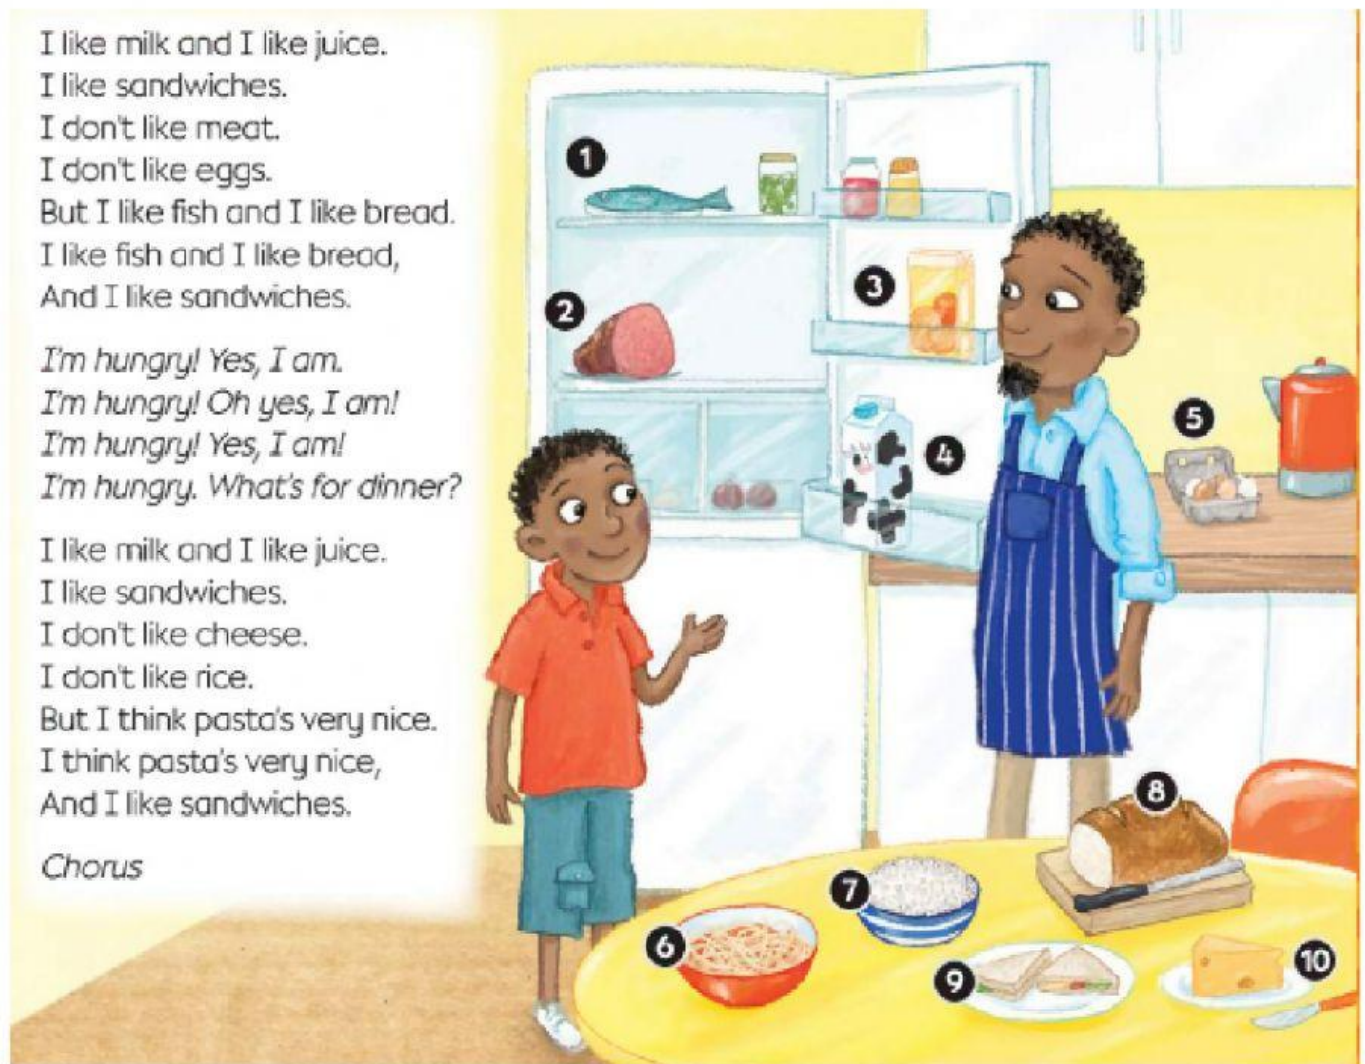 I like milk and I like juice.
I like sandwiches.
I don't like meat.
I don't like eggs.
But I like fish and I like bread.
I like fish and I like bread,
And I like sandwiches.
I'm hungry! Yes, I am.
I'm hungry! Oh yes, I am!
I'm hungry! Yes, I am!
I'm hungry. What's for dinner?
I like milk and I like juice.
I like sandwiches.
I don't like cheese.
I don't like rice.
But I think pasta's very nice.
I think pasta's very nice,
And I like sandwiches.
Chorus
1
2
3
4
5
6
7
8
9
10